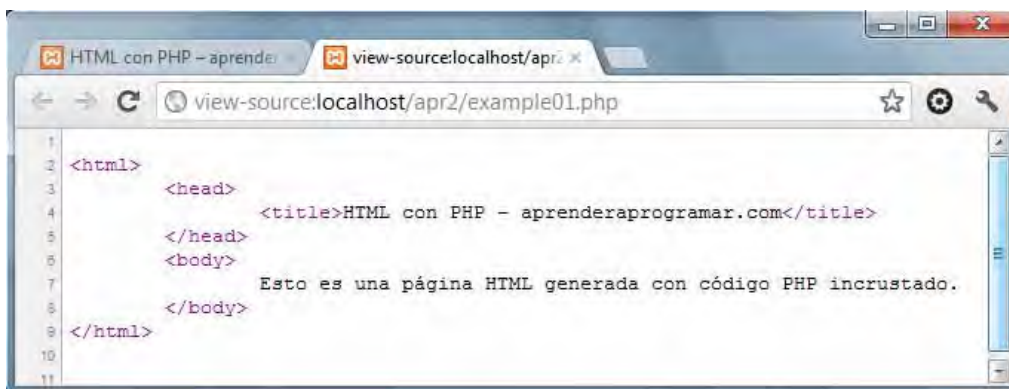 HTML con PHP – aprende
view-source:localhost/apr
view-source:localhost/apr2/example01.php
1
2 <html>
3 <head>
4 <title>HTML con PHP - aprenderaprogramar.com</title>
5 </head>
6 <body>
7 Esto es una página HTML generada con código PHP incrustado.
8 </body>
9 </html>
10
11